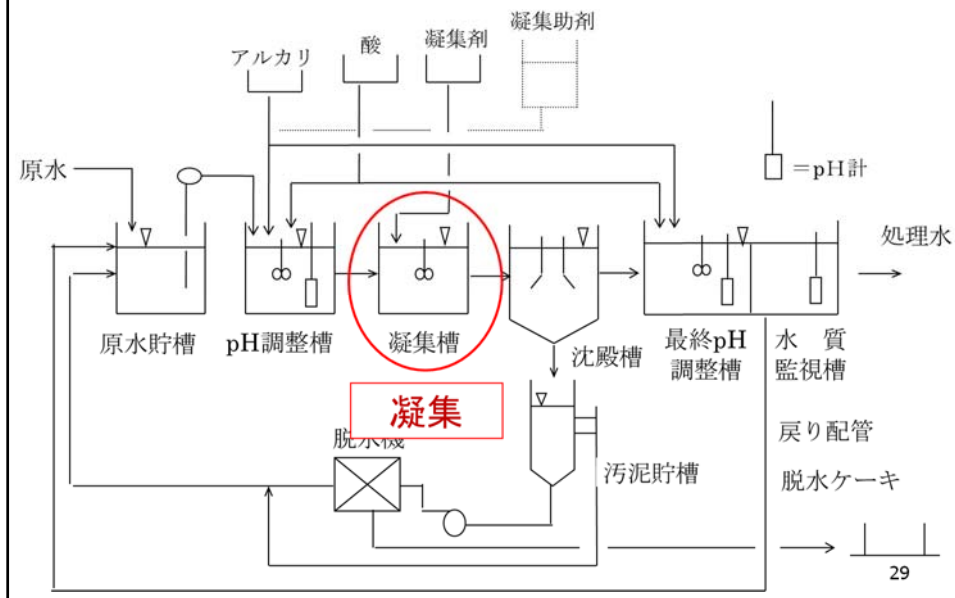 凝集助剤
酸
凝集剤
アルカリ
原水
=pH計
処理水
原水貯槽
pH調整槽
凝集槽
沈殿槽
最終pH
調整槽
水質
監視槽
凝集
脱水機
汚泥貯槽
戻り配管
脱水ケーキ
29